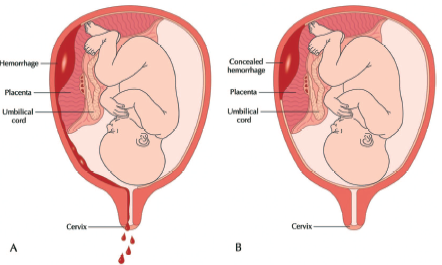 Hemorrhage
Placenta
Umbilical
cord
Cervix
A
Concealed
hemorrhage
Placenta
Umbilical
cord
Cervix
B